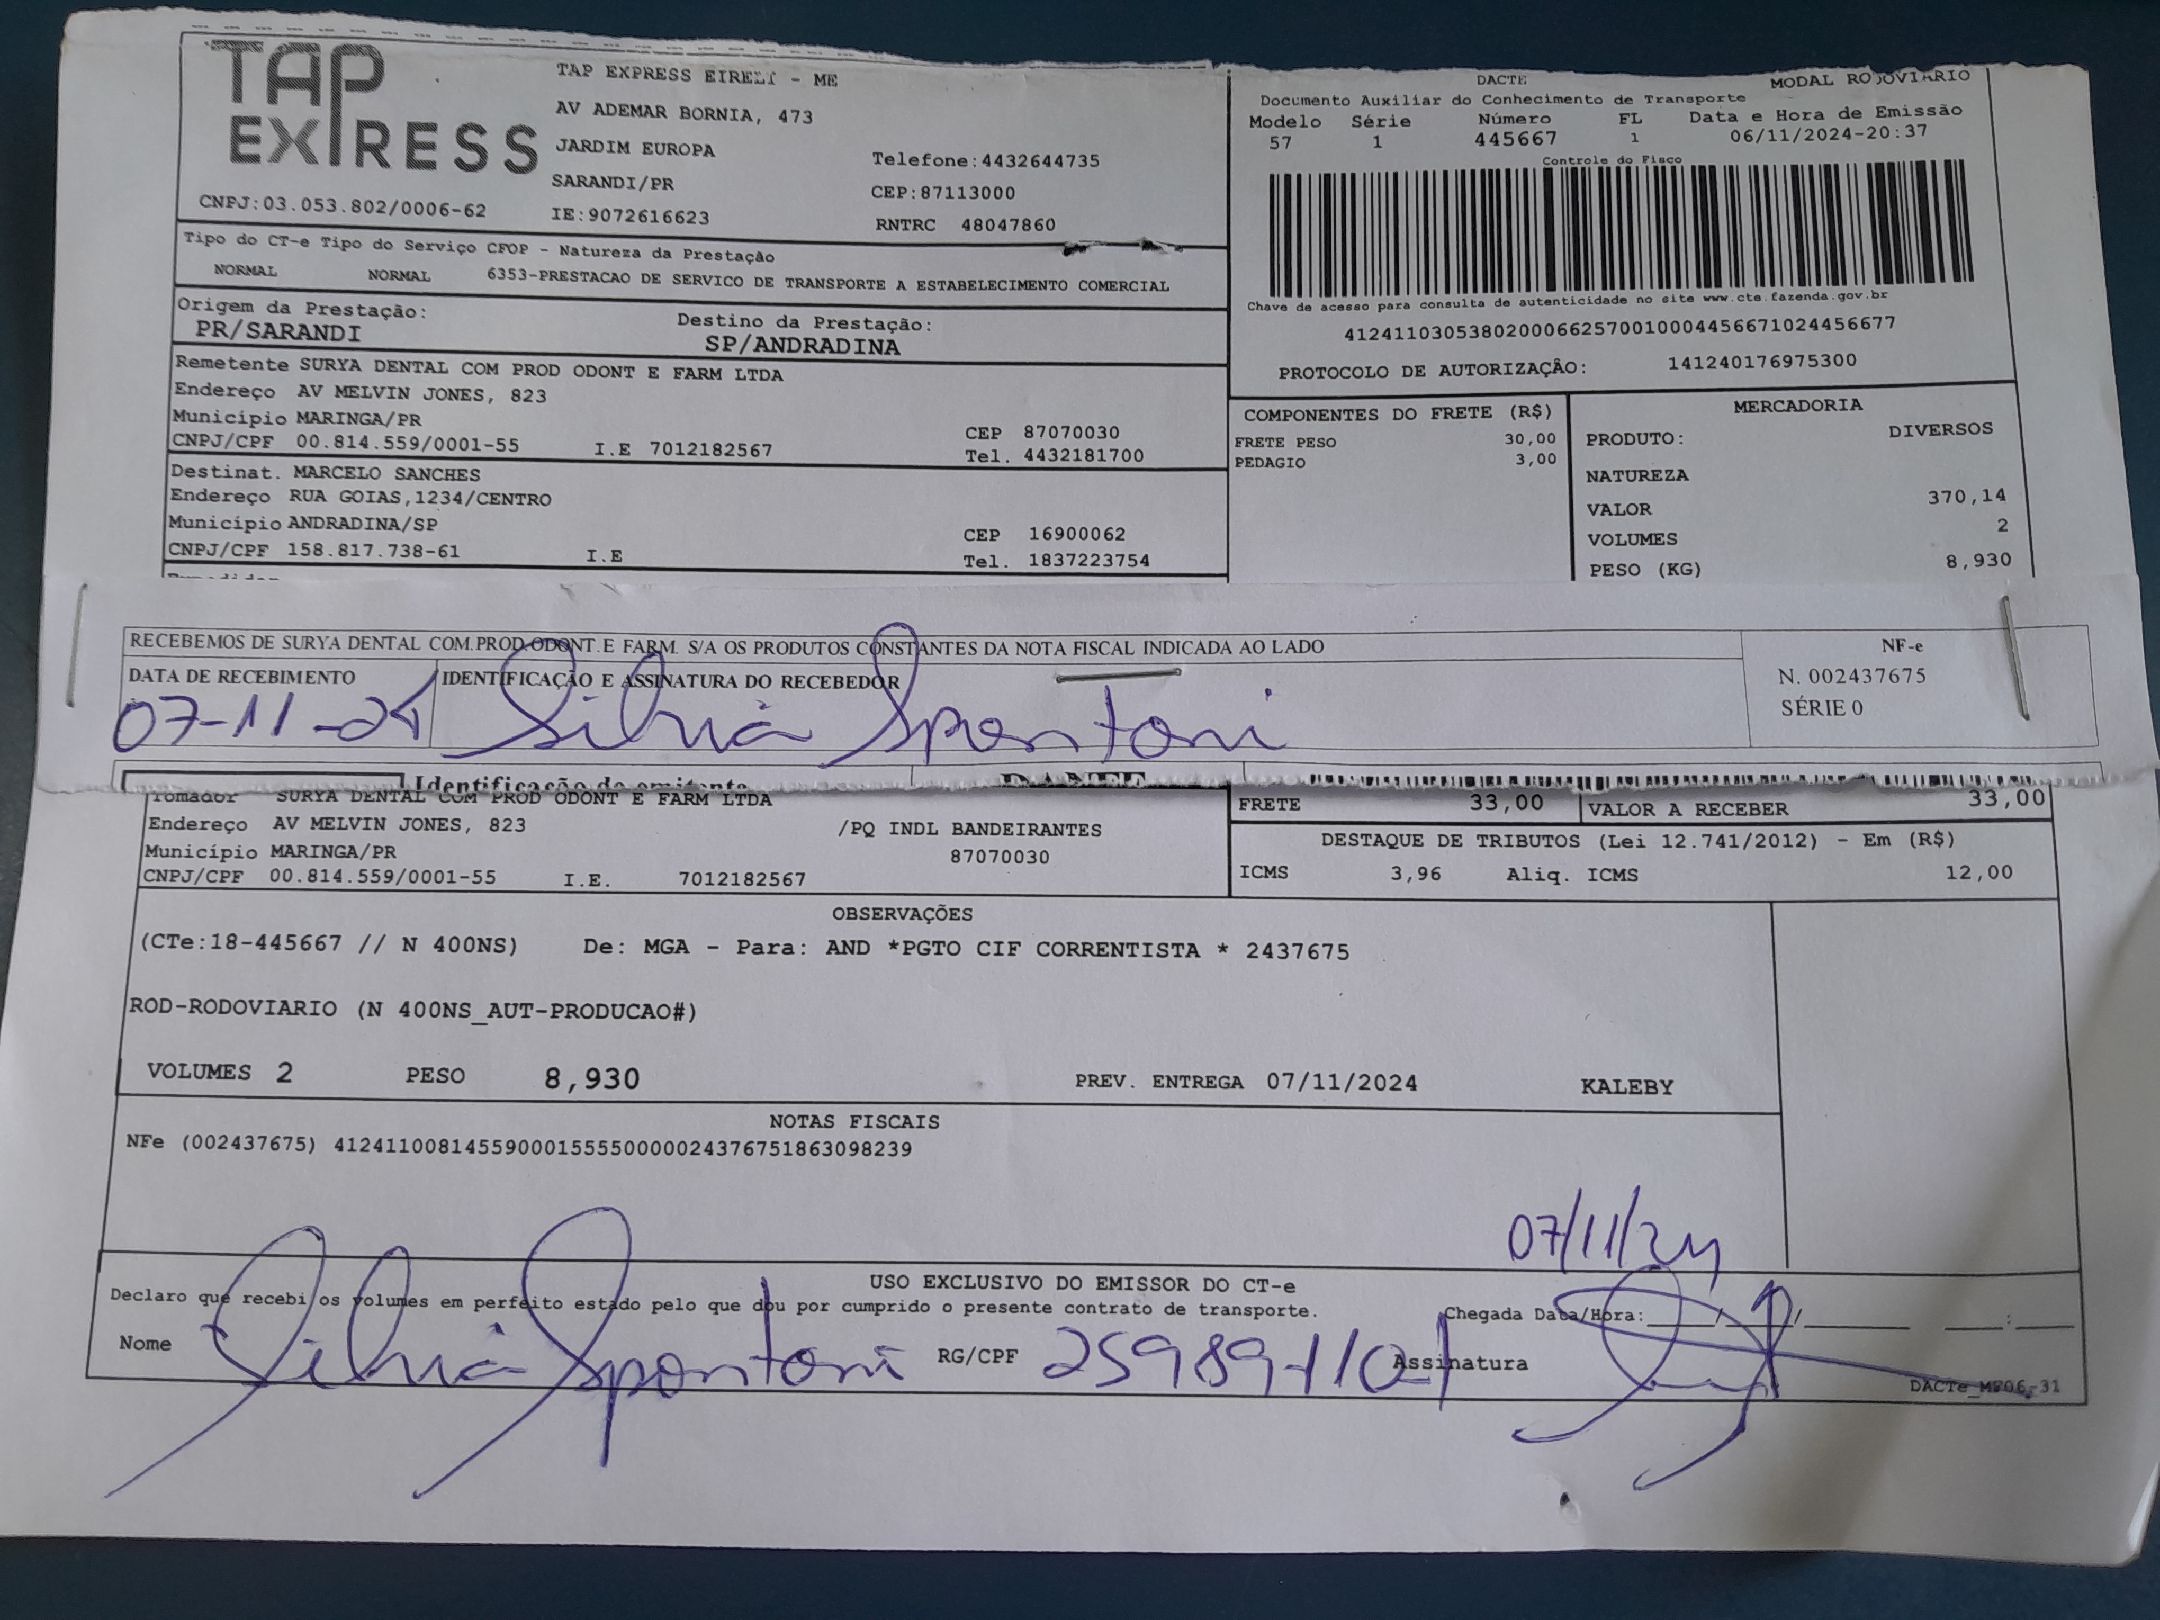 TAP EXPRESS
TAP EXPRESS EIRELI - ME
AV ADEMAR BORNIA, 473
JARDIM EUROPA
Telefone:4432644735
SARANDI/PR
CEP:87113000
CNPJ:03.053.802/0006-62
IE:9072616623
RNTRC 48047860
DACTE
MODAL RODOVIARIO
Documento Auxiliar do Conhecimento de Transporte
Modelo Série Número FL Data e Hora de Emissão
57 1 445667 1 06/11/2024-20:37
Controle do Fisco
Chave de acesso para consulta de autenticidade no site www.cte.fazenda.gov.br
41241103053802000662570010004456671024456677
PROTOCOLO DE AUTORIZAÇÃO: 141240176975300
Tipo do CT-e Tipo do Serviço CFOP - Natureza da Prestação
NORMAL NORMAL 6353-PRESTACAO DE SERVICO DE TRANSPORTE A ESTABELECIMENTO COMERCIAL
Origem da Prestação: Destino da Prestação:
PR/SARANDI SP/ANDRADINA
Remetente SURYA DENTAL COM PROD ODONT E FARM LTDA
Endereço AV MELVIN JONES, 823
Município MARINGA/PR CEP 87070030
CNPJ/CPF 00.814.559/0001-55 I.E 7012182567 Tel. 4432181700
Destinat. MARCELO SANCHES
Endereço RUA GOIAS,1234/CENTRO
Município ANDRADINA/SP CEP 16900062
CNPJ/CPF 158.817.738-61 I.E Tel. 1837223754
COMPONENTES DO FRETE (R$)
FRETE PESO 30,00
PEDAGIO 3,00
MERCADORIA
PRODUTO: DIVERSOS
NATUREZA
VALOR 370,14
VOLUMES 2
PESO (KG) 8,930
RECEBEMOS DE SURYA DENTAL COM.PROD.ODONT.E FARM. S/A OS PRODUTOS CONSTANTES DA NOTA FISCAL INDICADA AO LADO
DATA DE RECEBIMENTO IDENTIFICAÇÃO E ASSINATURA DO RECEBEDOR
07-11-24 Silvia Spontoni
NF-e
N. 002437675
SÉRIE 0
Identificação do emitente DANFE
Tomador SURYA DENTAL COM PROD ODONT E FARM LTDA
Endereço AV MELVIN JONES, 823 /PQ INDL BANDEIRANTES
Município MARINGA/PR 87070030
CNPJ/CPF 00.814.559/0001-55 I.E. 7012182567
FRETE 33,00 VALOR A RECEBER 33,00
DESTAQUE DE TRIBUTOS (Lei 12.741/2012) - Em (R$)
ICMS 3,96 Aliq. ICMS 12,00
OBSERVAÇÕES
(CTe:18-445667 // N 400NS) De: MGA - Para: AND *PGTO CIF CORRENTISTA * 2437675
ROD-RODOVIARIO (N 400NS_AUT-PRODUCAO#)
VOLUMES 2 PESO 8,930 PREV. ENTREGA 07/11/2024 KALEBY
NOTAS FISCAIS
NFe (002437675) 41241100814559000155550000024376751863098239
07/11/24
USO EXCLUSIVO DO EMISSOR DO CT-e
Declaro que recebi os volumes em perfeito estado pelo que dou por cumprido o presente contrato de transporte.
Chegada Data/Hora:____/____/______ ____:____
Nome Silvia Spontoni RG/CPF Assinatura
DACTe_MF06-31